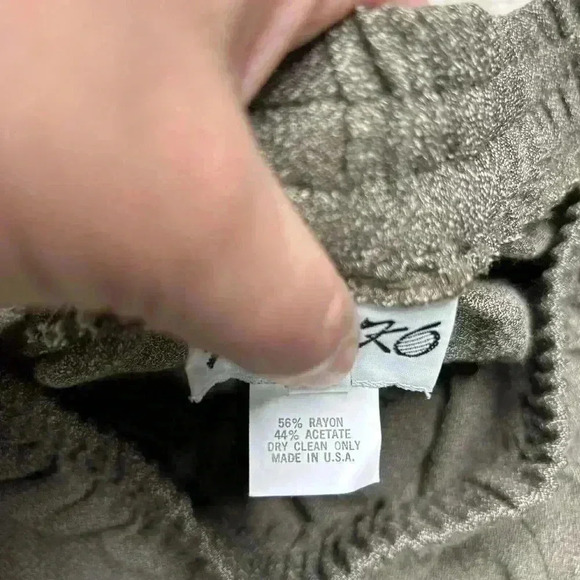 56% RAYON
44% ACETATE
DRY CLEAN ONLY
MADE IN U.S.A.